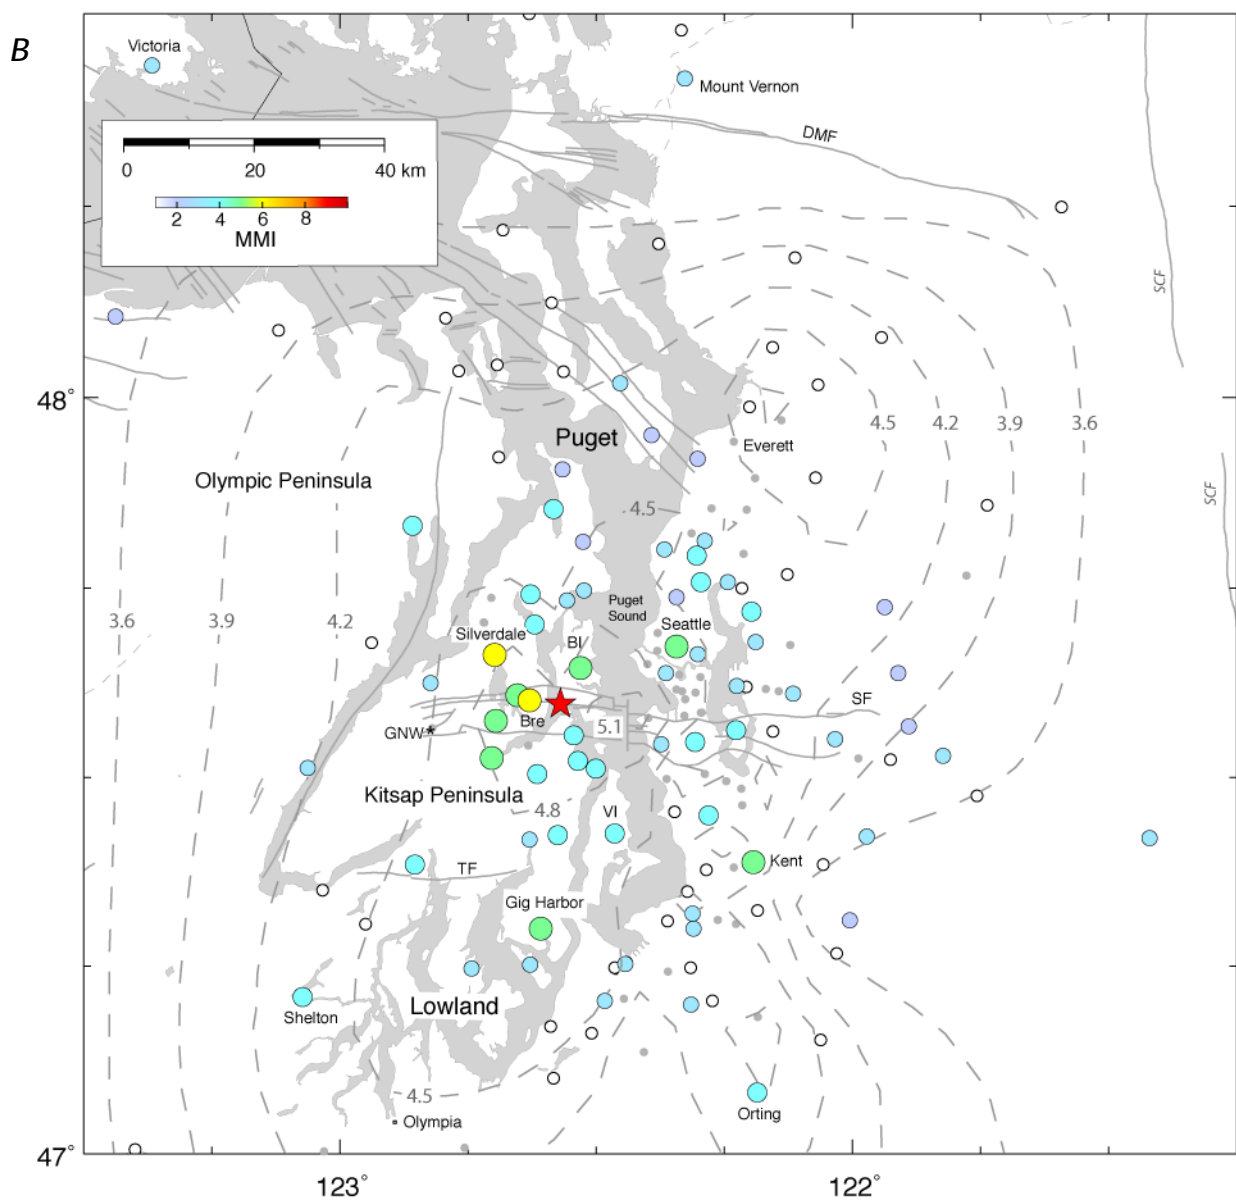 B
Victoria
Mount Vernon
DMF
0 20 40 km
2 4 6 8
MMI
SCF
48°
Puget
Everett
4.5 4.2 3.9 3.6
Olympic Peninsula
SCF
4.5
3.6 3.9 4.2
Puget
Sound
Silverdale
BI
Seattle
SF
Bre
5.1
GNW*
Kitsap Peninsula
4.8
VI
TF
Kent
Gig Harbor
Lowland
Shelton
4.5
Olympia
Orting
47°
123° 122°